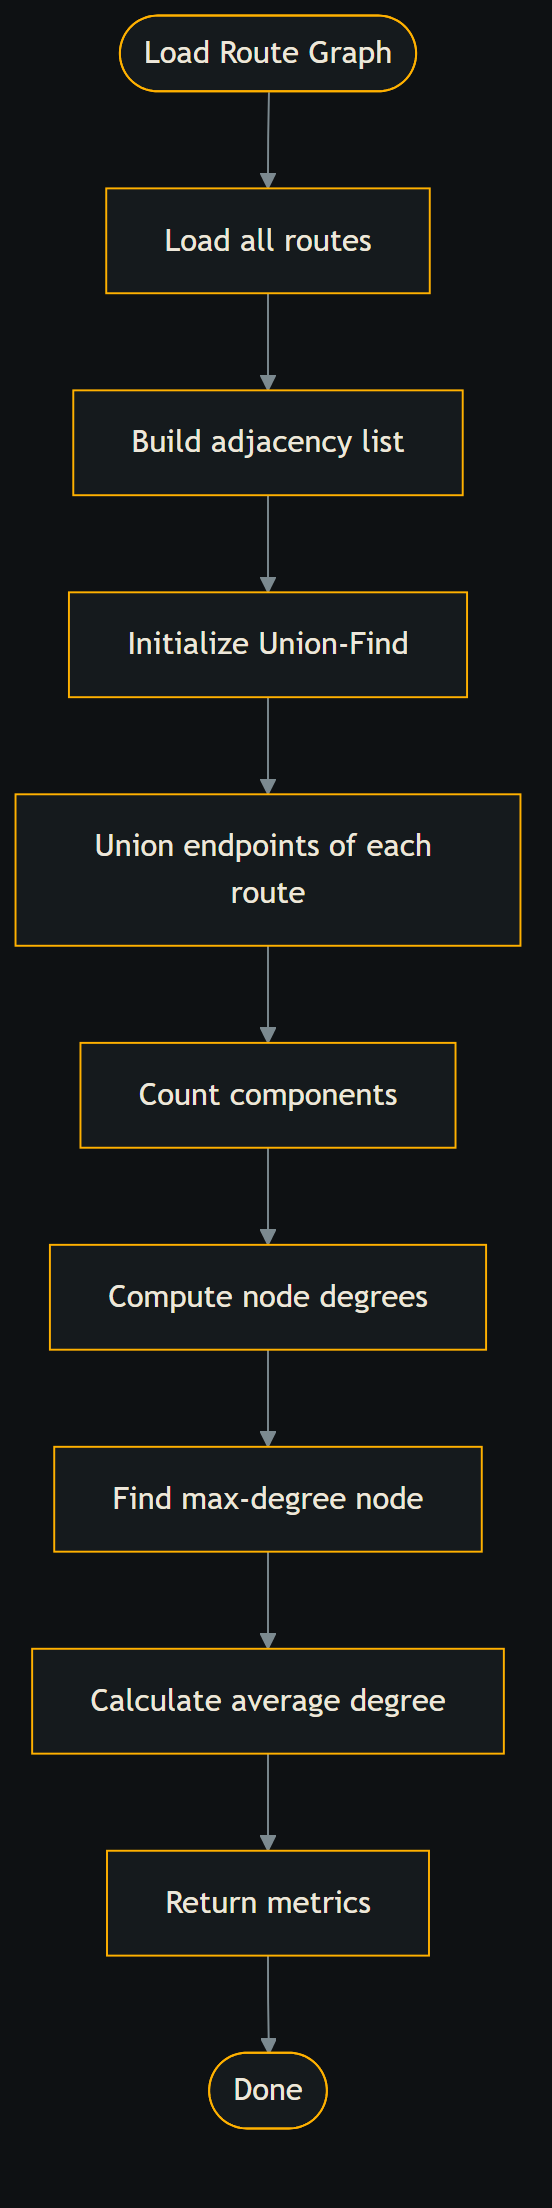 Load Route Graph
Load all routes
Build adjacency list
Initialize Union-Find
Union endpoints of each
route
Count components
Compute node degrees
Find max-degree node
Calculate average degree
Return metrics
Done